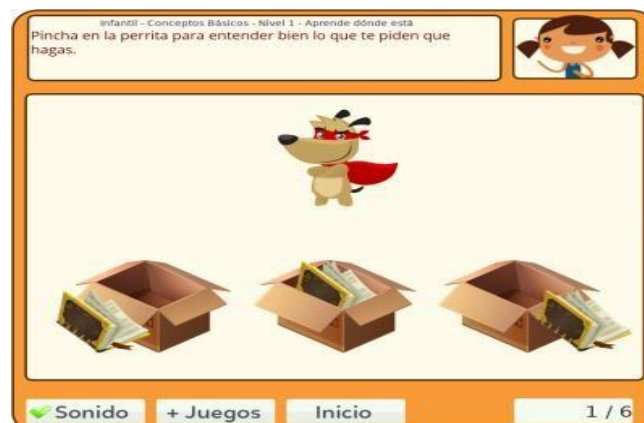 Infantil - Conceptos Básicos - Nivel 1 - Aprende dónde está
Pincha en la perrita para entender bien lo que te piden que
hagas.
Sonido
+ Juegos
Inicio
1 / 6